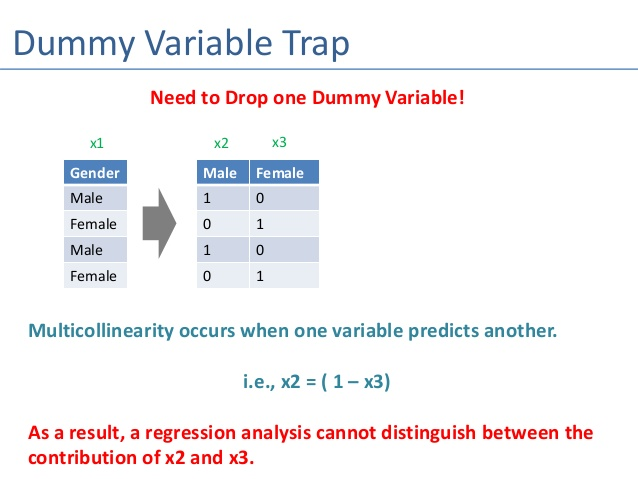 Dummy Variable Trap
Need to Drop one Dummy Variable!
x1 x2 x3
Gender Male Female
Male 1 0
Female 0 1
Male 1 0
Female 0 1
Multicollinearity occurs when one variable predicts another.
i.e., x2 = ( 1 – x3)
As a result, a regression analysis cannot distinguish between the
contribution of x2 and x3.